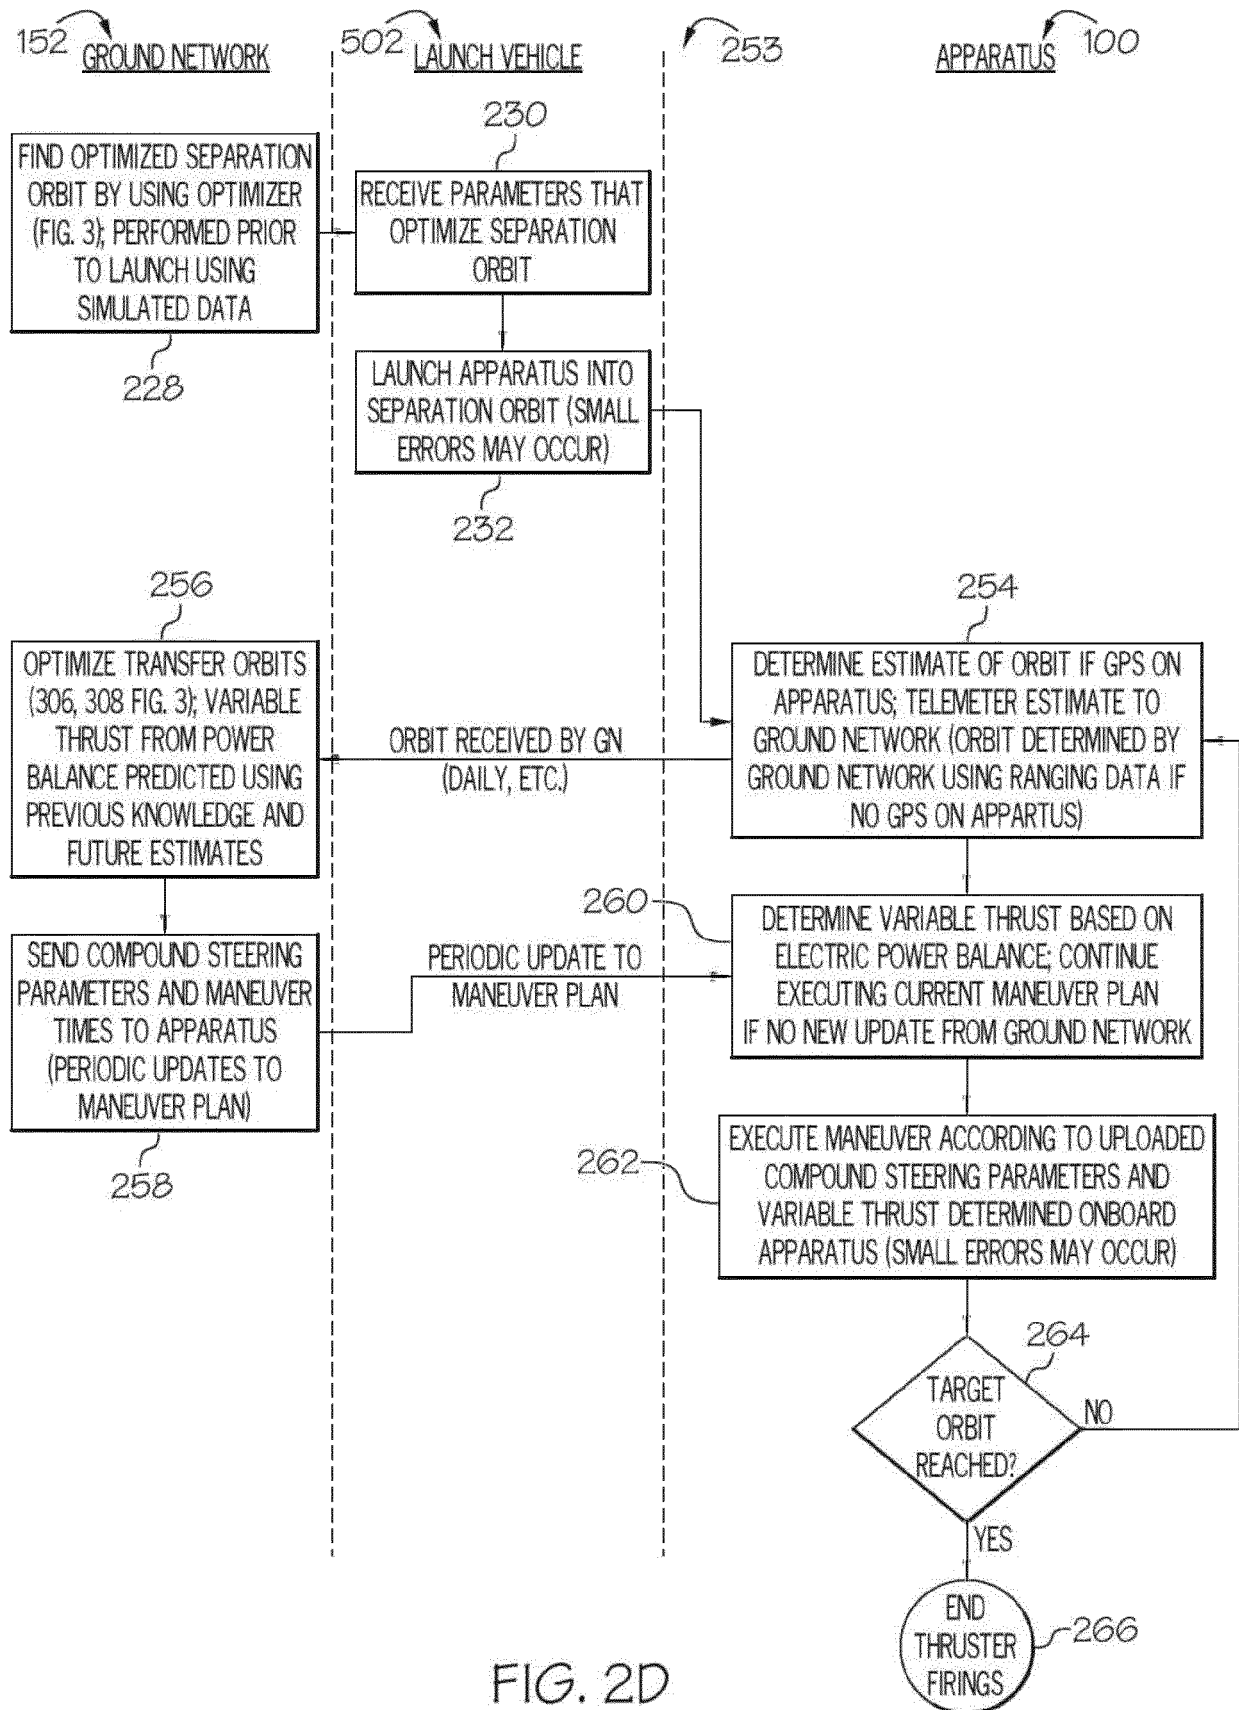 152
GROUND NETWORK
502
LAUNCH VEHICLE
253
APPARATUS
100
FIND OPTIMIZED SEPARATION
ORBIT BY USING OPTIMIZER
(FIG. 3); PERFORMED PRIOR
TO LAUNCH USING
SIMULATED DATA
228
230
RECEIVE PARAMETERS THAT
OPTIMIZE SEPARATION
ORBIT
LAUNCH APPARATUS INTO
SEPARATION ORBIT (SMALL
ERRORS MAY OCCUR)
232
256
OPTIMIZE TRANSFER ORBITS
(306, 308 FIG. 3); VARIABLE
THRUST FROM POWER
BALANCE PREDICTED USING
PREVIOUS KNOWLEDGE AND
FUTURE ESTIMATES
ORBIT RECEIVED BY GN
(DAILY, ETC.)
254
DETERMINE ESTIMATE OF ORBIT IF GPS ON
APPARATUS; TELEMETER ESTIMATE TO
GROUND NETWORK (ORBIT DETERMINED BY
GROUND NETWORK USING RANGING DATA IF
NO GPS ON APPARTUS)
SEND COMPOUND STEERING
PARAMETERS AND MANEUVER
TIMES TO APPARATUS
(PERIODIC UPDATES TO
MANEUVER PLAN)
258
PERIODIC UPDATE TO
MANEUVER PLAN
260
DETERMINE VARIABLE THRUST BASED ON
ELECTRIC POWER BALANCE; CONTINUE
EXECUTING CURRENT MANEUVER PLAN
IF NO NEW UPDATE FROM GROUND NETWORK
262
EXECUTE MANEUVER ACCORDING TO UPLOADED
COMPOUND STEERING PARAMETERS AND
VARIABLE THRUST DETERMINED ONBOARD
APPARATUS (SMALL ERRORS MAY OCCUR)
264
TARGET
ORBIT
REACHED?
NO
YES
END
THRUSTER
FIRINGS
266
FIG. 2D